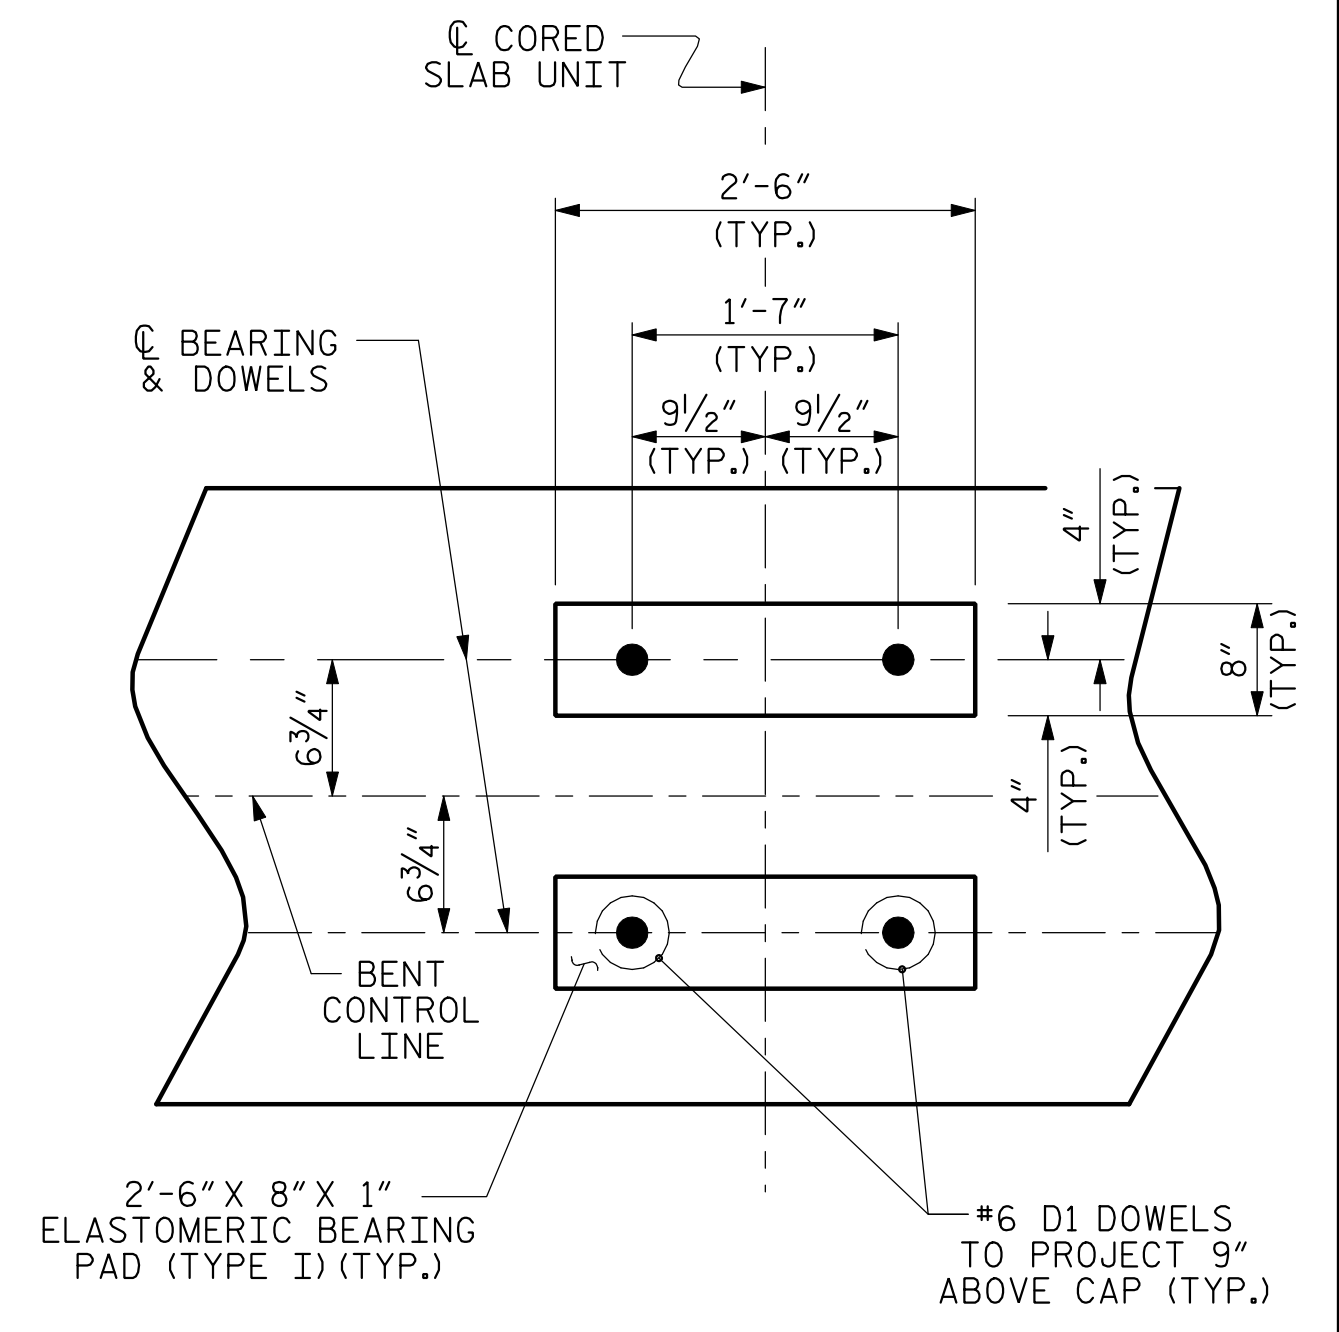 ℄ CORED
SLAB UNIT
2'-6"
(TYP.)
1'-7"
(TYP.)
℄ BEARING
& DOWELS
9½" 9½"
(TYP.) (TYP.)
4"
(TYP.)
8"
(TYP.)
6¾"
4"
(TYP.)
6¾"
BENT
CONTROL
LINE
2'-6" X 8" X 1"
ELASTOMERIC BEARING
PAD (TYPE I) (TYP.)
#6 D1 DOWELS
TO PROJECT 9"
ABOVE CAP (TYP.)